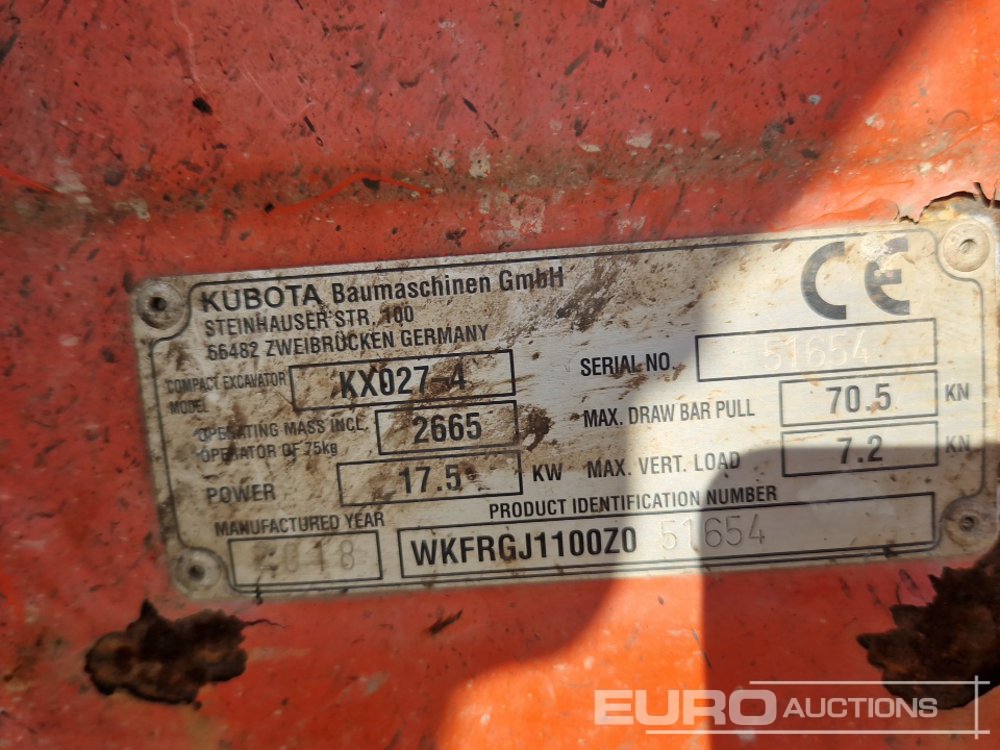 KUBOTA Baumaschinen GmbH
STEINHAUSER STR. 100
66482 ZWEIBRÜCKEN GERMANY
CE
COMPACT EXCAVATOR MODEL KX027-4
OPERATING MASS INCL. OPERATOR OF 75kg 2665
POWER 17.5 KW
MANUFACTURED YEAR 2018
SERIAL NO. 51654
MAX. DRAW BAR PULL 70.5 KN
MAX. VERT. LOAD 7.2 KN
PRODUCT IDENTIFICATION NUMBER
WKFRGJ1100Z0 51654
EURO AUCTIONS